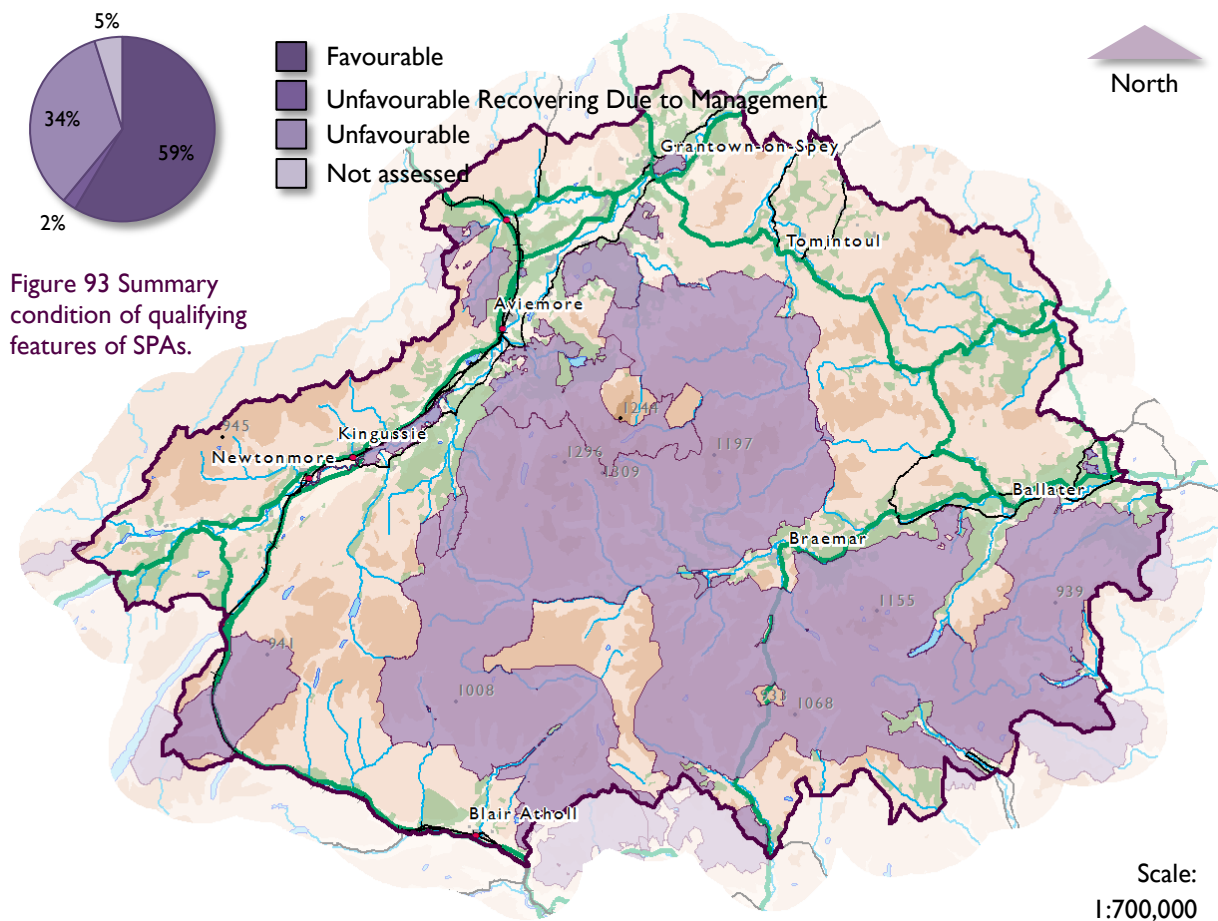 5%
34%
59%
2%
Favourable
Unfavourable Recovering Due to Management
Unfavourable
Not assessed
North
Figure 93 Summary
condition of qualifying
features of SPAs.
Grantown-on-Spey
Tomintoul
Aviemore
1244
945
Kingussie
1296
1197
Newtonmore
1309
Ballater
Braemar
1155
939
941
1008
933
1068
Blair Atholl
Scale:
1:700,000